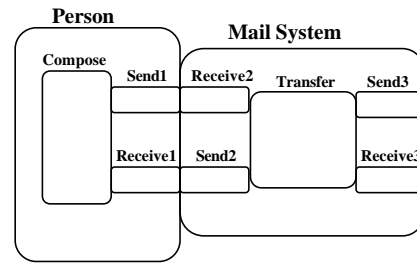 Person
Mail System
Compose
Send1
Receive2
Transfer
Send3
Receive1
Send2
Receive3